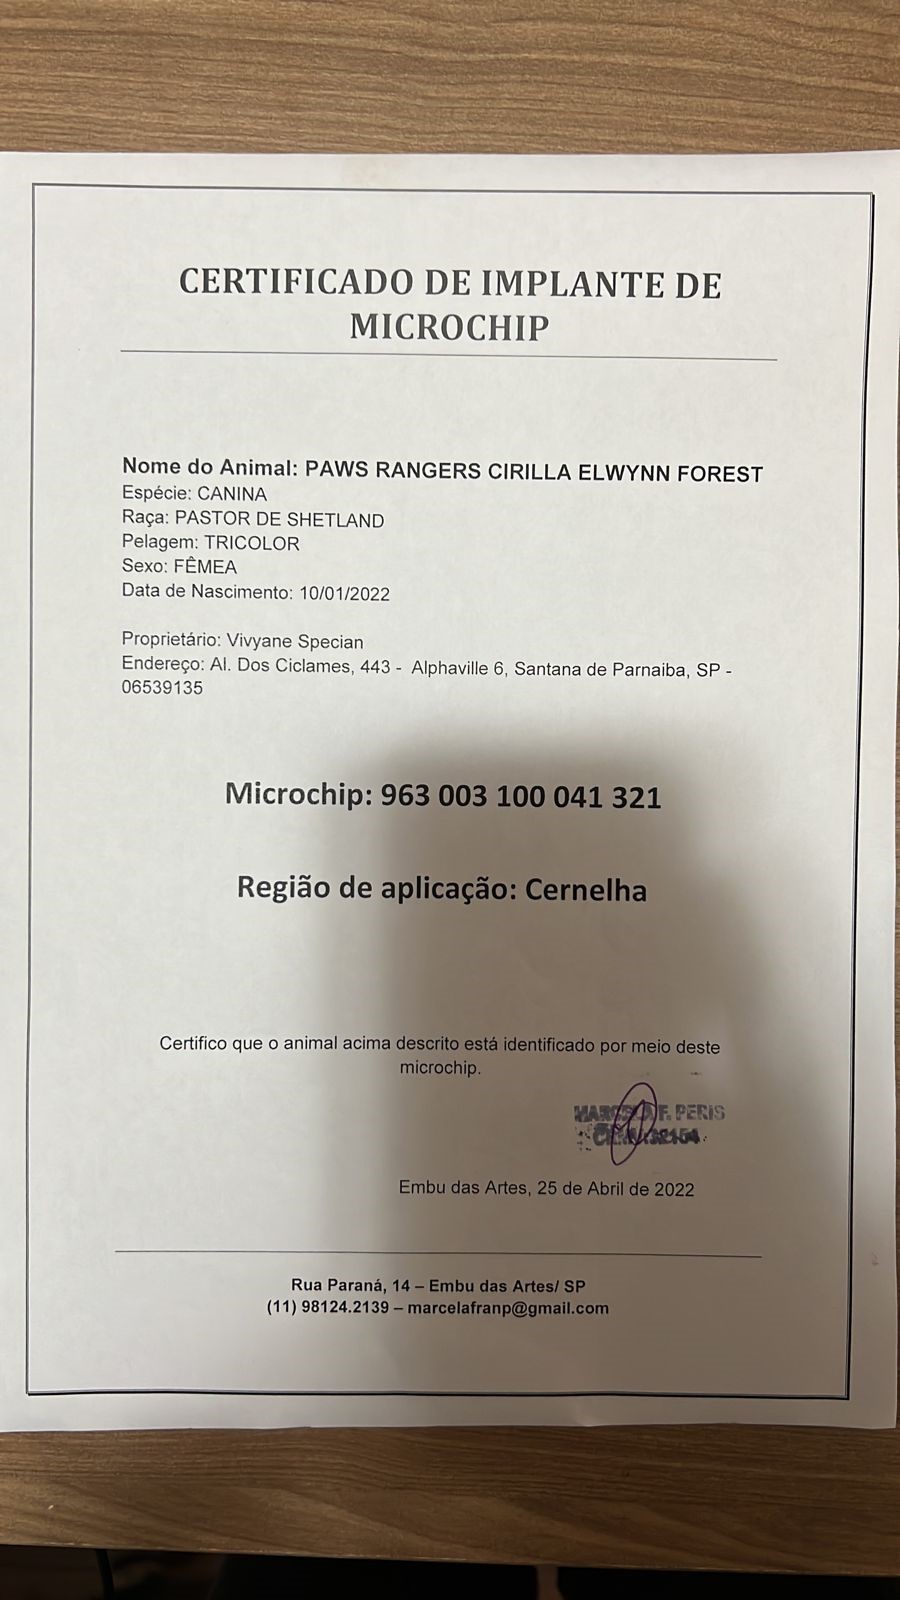 CERTIFICADO DE IMPLANTE DE
MICROCHIP
Nome do Animal: PAWS RANGERS CIRILLA ELWYNN FOREST
Espécie: CANINA
Raça: PASTOR DE SHETLAND
Pelagem: TRICOLOR
Sexo: FÊMEA
Data de Nascimento: 10/01/2022
Proprietário: Vivyane Specian
Endereço: Al. Dos Ciclames, 443 - Alphaville 6, Santana de Parnaiba, SP -
06539135
Microchip: 963 003 100 041 321
Região de aplicação: Cernelha
Certifico que o animal acima descrito está identificado por meio deste
microchip.
F. PERIS
Embu das Artes, 25 de Abril de 2022
Rua Paraná, 14 – Embu das Artes/ SP
(11) 98124.2139 – marcelafranp@gmail.com